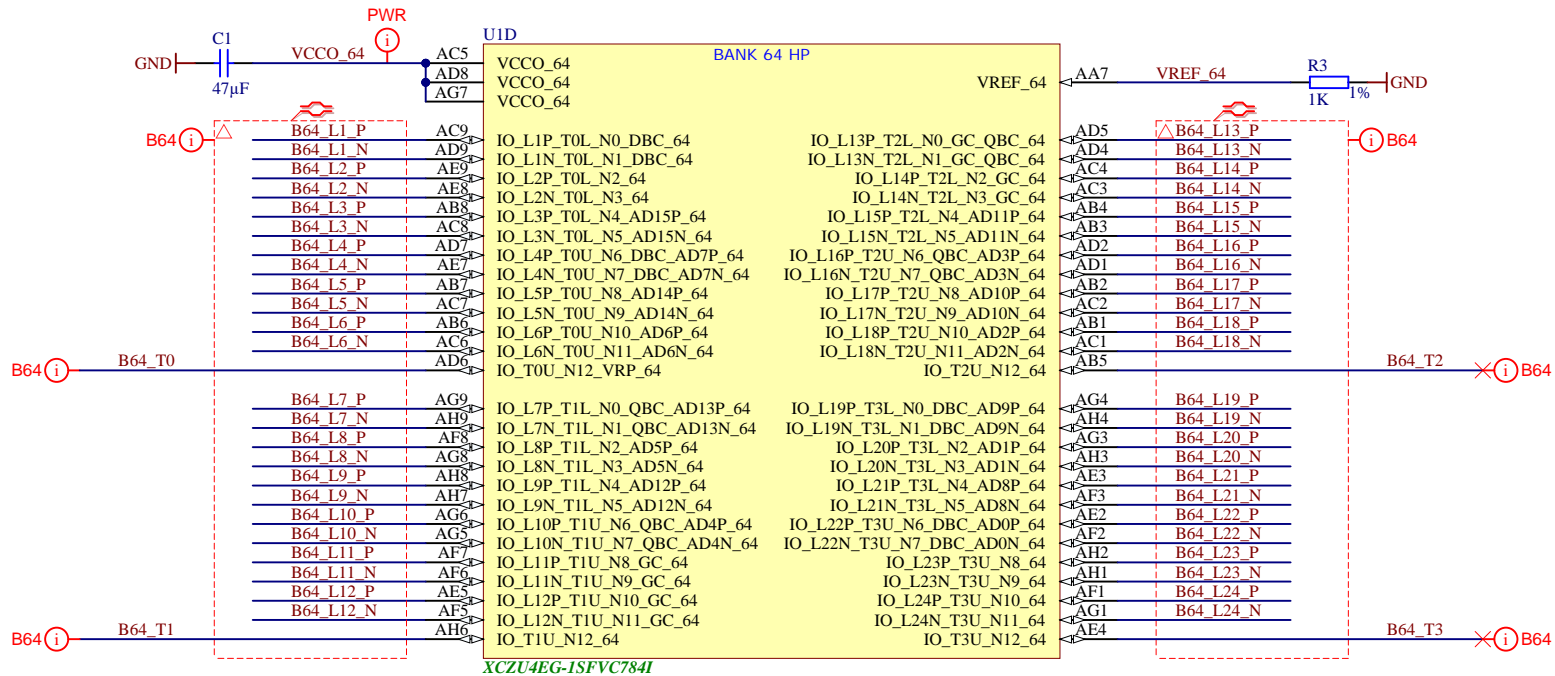 PWR
U1D
C1
VCCO_64
GND
47µF
BANK 64 HP
AC5 VCCO_64
AD8 VCCO_64
AG7 VCCO_64
VREF_64 AA7 VREF_64
R3
1K
1%
GND
B64
B64
B64_L1_P AC9 IO_L1P_T0L_N0_DBC_64 IO_L13P_T2L_N0_GC_QBC_64 AD5 B64_L13_P
B64_L1_N AD9 IO_L1N_T0L_N1_DBC_64 IO_L13N_T2L_N1_GC_QBC_64 AD4 B64_L13_N
B64_L2_P AE9 IO_L2P_T0L_N2_64 IO_L14P_T2L_N2_GC_64 AC4 B64_L14_P
B64_L2_N AE8 IO_L2N_T0L_N3_64 IO_L14N_T2L_N3_GC_64 AC3 B64_L14_N
B64_L3_P AB8 IO_L3P_T0L_N4_AD15P_64 IO_L15P_T2L_N4_AD11P_64 AB4 B64_L15_P
B64_L3_N AC8 IO_L3N_T0L_N5_AD15N_64 IO_L15N_T2L_N5_AD11N_64 AB3 B64_L15_N
B64_L4_P AD7 IO_L4P_T0U_N6_DBC_AD7P_64 IO_L16P_T2U_N6_QBC_AD3P_64 AD2 B64_L16_P
B64_L4_N AE7 IO_L4N_T0U_N7_DBC_AD7N_64 IO_L16N_T2U_N7_QBC_AD3N_64 AD1 B64_L16_N
B64_L5_P AB7 IO_L5P_T0U_N8_AD14P_64 IO_L17P_T2U_N8_AD10P_64 AB2 B64_L17_P
B64_L5_N AC7 IO_L5N_T0U_N9_AD14N_64 IO_L17N_T2U_N9_AD10N_64 AC2 B64_L17_N
B64_L6_P AB6 IO_L6P_T0U_N10_AD6P_64 IO_L18P_T2U_N10_AD2P_64 AB1 B64_L18_P
B64_L6_N AC6 IO_L6N_T0U_N11_AD6N_64 IO_L18N_T2U_N11_AD2N_64 AC1 B64_L18_N
B64 B64_T0 AD6 IO_T0U_N12_VRP_64 IO_T2U_N12_64 AB5 B64_T2 B64
B64_L7_P AG9 IO_L7P_T1L_N0_QBC_AD13P_64 IO_L19P_T3L_N0_DBC_AD9P_64 AG4 B64_L19_P
B64_L7_N AH9 IO_L7N_T1L_N1_QBC_AD13N_64 IO_L19N_T3L_N1_DBC_AD9N_64 AH4 B64_L19_N
B64_L8_P AF8 IO_L8P_T1L_N2_AD5P_64 IO_L20P_T3L_N2_AD1P_64 AG3 B64_L20_P
B64_L8_N AG8 IO_L8N_T1L_N3_AD5N_64 IO_L20N_T3L_N3_AD1N_64 AH3 B64_L20_N
B64_L9_P AH8 IO_L9P_T1L_N4_AD12P_64 IO_L21P_T3L_N4_AD8P_64 AE3 B64_L21_P
B64_L9_N AH7 IO_L9N_T1L_N5_AD12N_64 IO_L21N_T3L_N5_AD8N_64 AF3 B64_L21_N
B64_L10_P AG6 IO_L10P_T1U_N6_QBC_AD4P_64 IO_L22P_T3U_N6_DBC_AD0P_64 AE2 B64_L22_P
B64_L10_N AG5 IO_L10N_T1U_N7_QBC_AD4N_64 IO_L22N_T3U_N7_DBC_AD0N_64 AF2 B64_L22_N
B64_L11_P AF7 IO_L11P_T1U_N8_GC_64 IO_L23P_T3U_N8_64 AH2 B64_L23_P
B64_L11_N AF6 IO_L11N_T1U_N9_GC_64 IO_L23N_T3U_N9_64 AH1 B64_L23_N
B64_L12_P AE5 IO_L12P_T1U_N10_GC_64 IO_L24P_T3U_N10_64 AF1 B64_L24_P
B64_L12_N AF5 IO_L12N_T1U_N11_GC_64 IO_L24N_T3U_N11_64 AG1 B64_L24_N
B64 B64_T1 AH6 IO_T1U_N12_64 IO_T3U_N12_64 AE4 B64_T3 B64
XCZU4EG-1SFVC784I